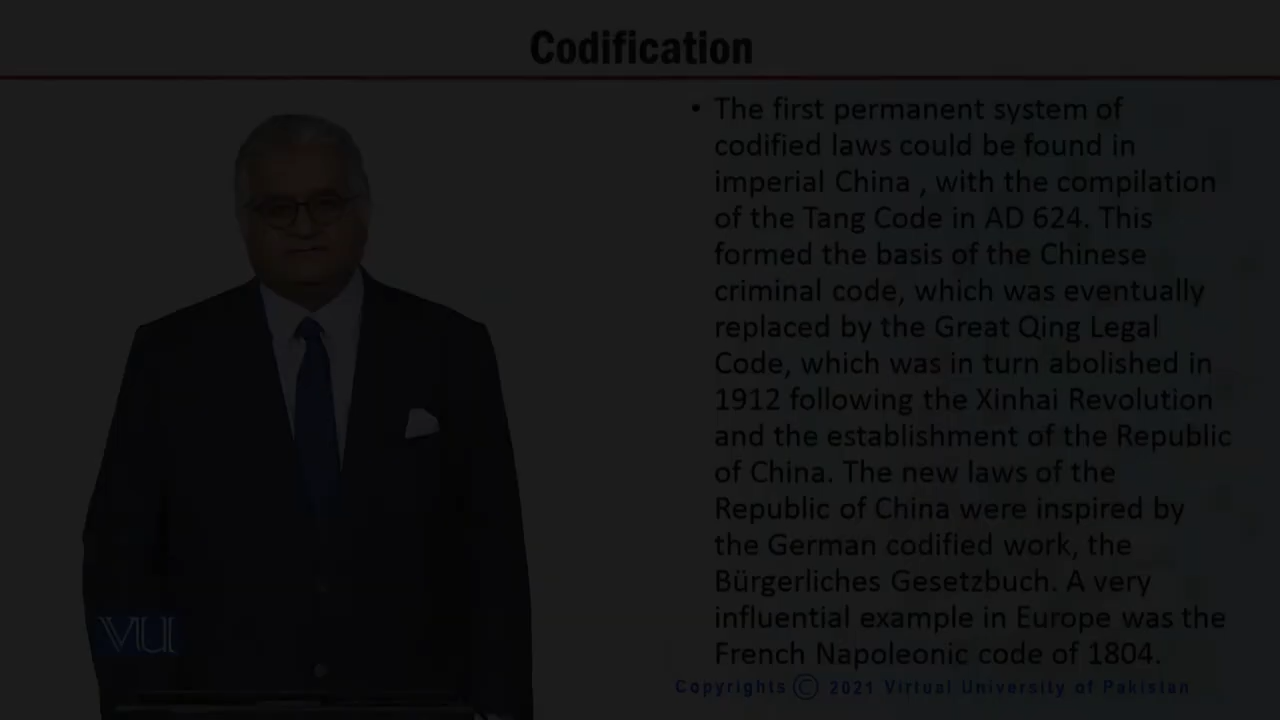 Codification
• The first permanent system of
codified laws could be found in
imperial China , with the compilation
of the Tang Code in AD 624. This
formed the basis of the Chinese
criminal code, which was eventually
replaced by the Great Qing Legal
Code, which was in turn abolished in
1912 following the Xinhai Revolution
and the establishment of the Republic
of China. The new laws of the
Republic of China were inspired by
the German codified work, the
Bürgerliches Gesetzbuch. A very
influential example in Europe was the
French Napoleonic code of 1804.
VU
Copyrights © 2021 Virtual University of Pakistan